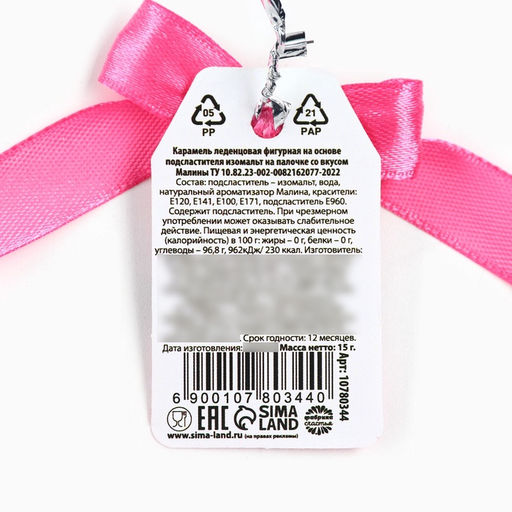 05 21
PP PAP
Карамель леденцовая фигурная на основе
подсластителя изомальт на палочке со вкусом
Малины ТУ 10.82.23-002-0082162077-2022
Состав: подсластитель – изомальт, вода,
натуральный ароматизатор Малина, красители:
Е120, Е141, Е100, Е171, подсластитель Е960.
Содержит подсластитель. При чрезмерном
употреблении может оказывать слабительное
действие. Пищевая и энергетическая ценность
(калорийность) в 100 г: жиры – 0 г, белки – 0 г,
углеводы – 96,8 г, 962кДж/ 230 ккал. Изготовитель:
. Срок годности: 12 месяцев.
Дата изготовления: Масса нетто: 15 г.
Арт: 10780344
6 900107 803440
EAC SIMA LAND фабрика счастья
www.sima-land.ru (на правах рекламы)